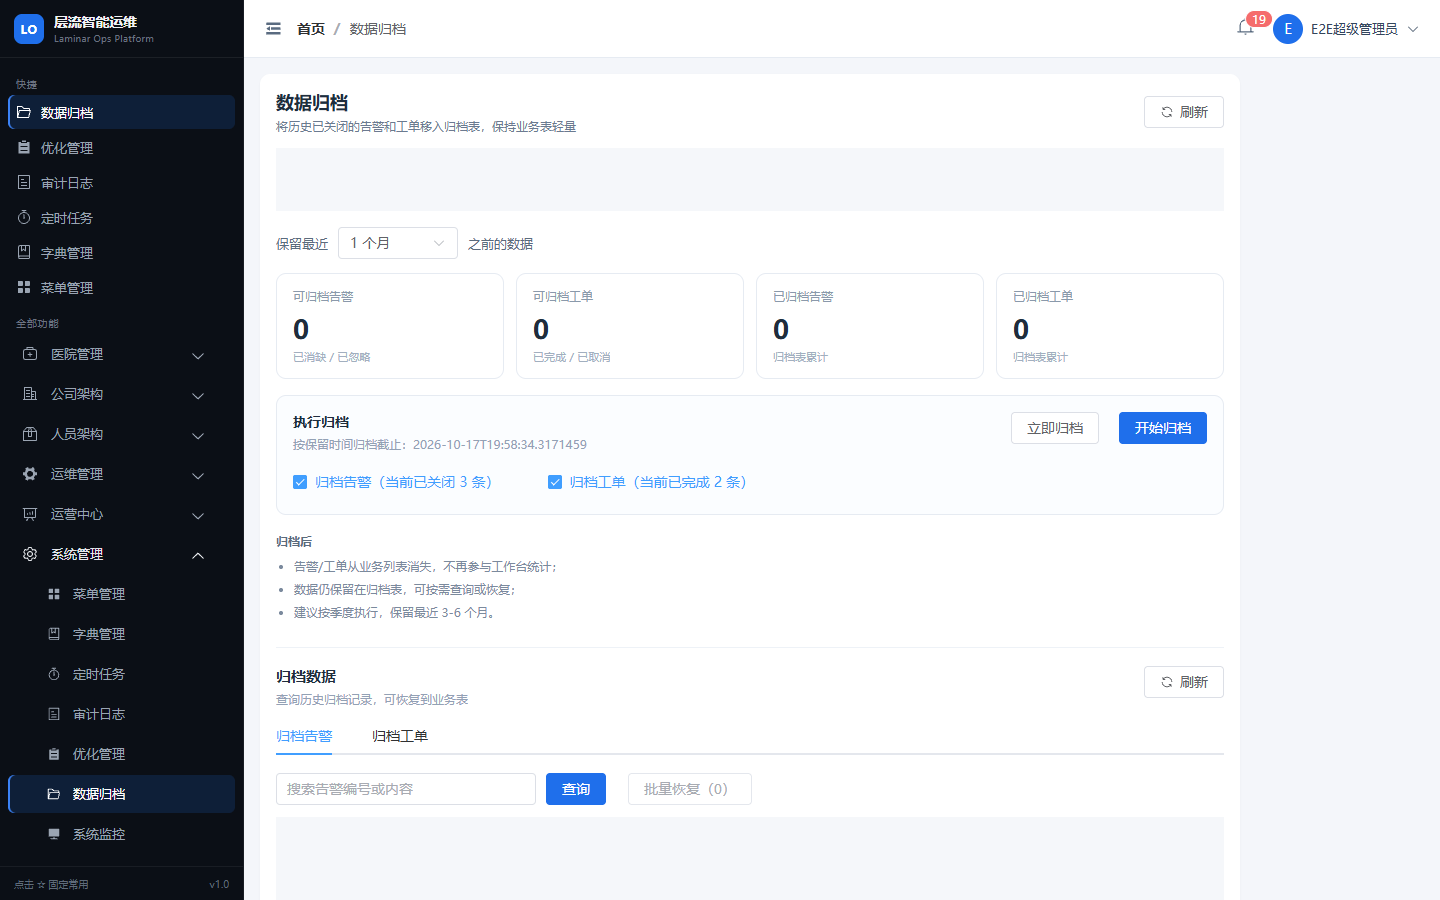 LO
层流智能运维
Laminar Ops Platform
快捷
数据归档
优化管理
审计日志
定时任务
字典管理
菜单管理
全部功能
医院管理
公司架构
人员架构
运维管理
运营中心
系统管理
菜单管理
字典管理
定时任务
审计日志
优化管理
数据归档
系统监控
点击 ☆ 固定常用
v1.0
首页 / 数据归档
19
E
E2E超级管理员
数据归档
将历史已关闭的告警和工单移入归档表，保持业务表轻量
刷新
保留最近 1 个月 之前的数据
可归档告警
0
已消缺 / 已忽略
可归档工单
0
已完成 / 已取消
已归档告警
0
归档表累计
已归档工单
0
归档表累计
执行归档
按保留时间归档截止：2026-10-17T19:58:34.3171459
立即归档
开始归档
归档告警（当前已关闭 3 条）
归档工单（当前已完成 2 条）
归档后
• 告警/工单从业务列表消失，不再参与工作台统计；
• 数据仍保留在归档表，可按需查询或恢复；
• 建议按季度执行，保留最近 3-6 个月。
归档数据
查询历史归档记录，可恢复到业务表
刷新
归档告警
归档工单
搜索告警编号或内容
查询
批量恢复（0）